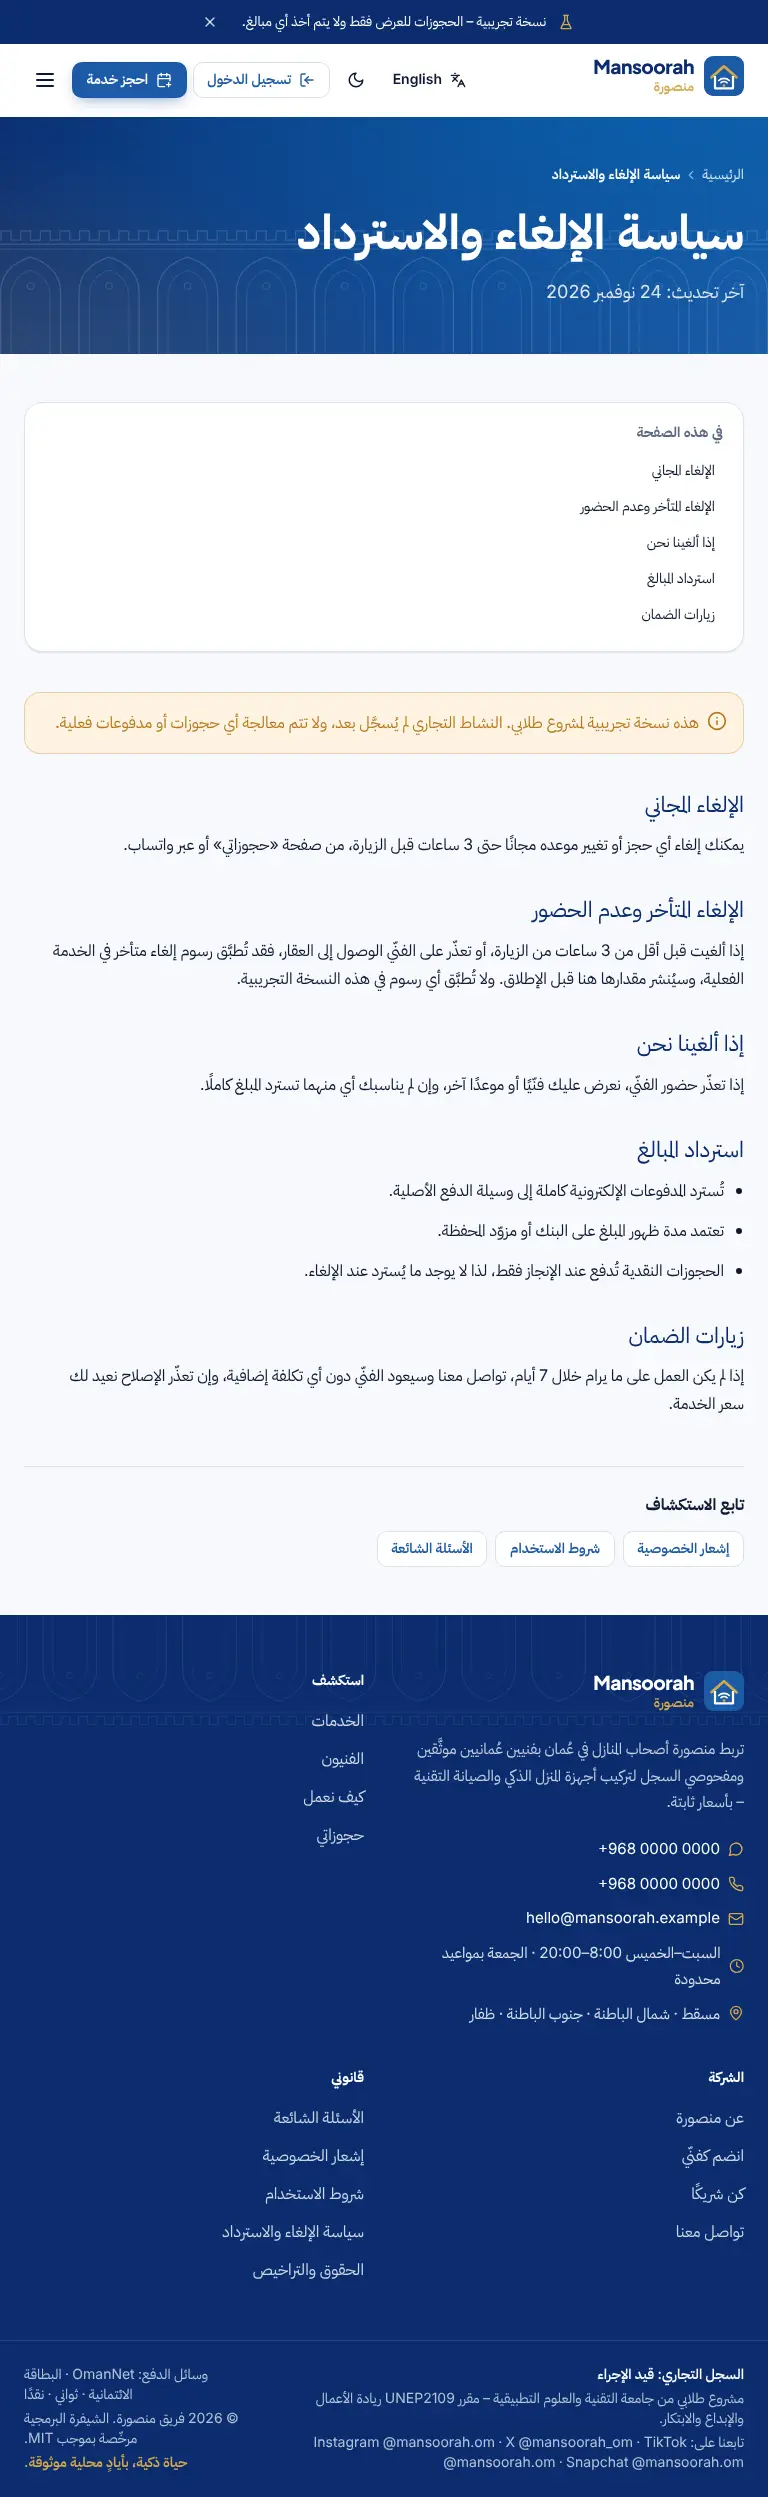 نسخة تجريبية – الحجوزات للعرض فقط ولا يتم أخذ أي مبالغ.
Mansoorah
منصورة
English
تسجيل الدخول
احجز خدمة
الرئيسية
سياسة الإلغاء والاسترداد
سياسة الإلغاء والاسترداد
آخر تحديث: 24 نوفمبر 2026
في هذه الصفحة
الإلغاء المجاني
الإلغاء المتأخر وعدم الحضور
إذا ألغينا نحن
استرداد المبالغ
زيارات الضمان
هذه نسخة تجريبية لمشروع طلابي. النشاط التجاري لم يُسجَّل بعد، ولا تتم معالجة أي حجوزات أو مدفوعات فعلية.
الإلغاء المجاني
يمكنك إلغاء أي حجز أو تغيير موعده مجانًا حتى 3 ساعات قبل الزيارة، من صفحة «حجوزاتي» أو عبر واتساب.
الإلغاء المتأخر وعدم الحضور
إذا ألغيت قبل أقل من 3 ساعات من الزيارة، أو تعذّر على الفنّي الوصول إلى العقار، فقد تُطبَّق رسوم إلغاء متأخر في الخدمة
الفعلية، وسيُنشر مقدارها هنا قبل الإطلاق. ولا تُطبَّق أي رسوم في هذه النسخة التجريبية.
إذا ألغينا نحن
إذا تعذّر حضور الفنّي، نعرض عليك فنّيًا أو موعدًا آخر، وإن لم يناسبك أي منهما تسترد المبلغ كاملًا.
استرداد المبالغ
تُسترد المدفوعات الإلكترونية كاملة إلى وسيلة الدفع الأصلية.
تعتمد مدة ظهور المبلغ على البنك أو مزوّد المحفظة.
الحجوزات النقدية تُدفع عند الإنجاز فقط، لذا لا يوجد ما يُسترد عند الإلغاء.
زيارات الضمان
إذا لم يكن العمل على ما يرام خلال 7 أيام، تواصل معنا وسيعود الفنّي دون أي تكلفة إضافية، وإن تعذّر الإصلاح نعيد لك
سعر الخدمة.
تابع الاستكشاف
إشعار الخصوصية
شروط الاستخدام
الأسئلة الشائعة
Mansoorah
منصورة
تربط منصورة أصحاب المنازل في عُمان بفنيين عُمانيين موثَّقين
ومفحوصي السجل لتركيب أجهزة المنزل الذكي والصيانة التقنية
– بأسعار ثابتة.
+968 0000 0000
+968 0000 0000
hello@mansoorah.example
السبت–الخميس 8:00–20:00 · الجمعة بمواعيد
محدودة
مسقط · شمال الباطنة · جنوب الباطنة · ظفار
استكشف
الخدمات
الفنيون
كيف نعمل
حجوزاتي
الشركة
عن منصورة
انضم كفنّي
كن شريكًا
تواصل معنا
قانوني
الأسئلة الشائعة
إشعار الخصوصية
شروط الاستخدام
سياسة الإلغاء والاسترداد
الحقوق والتراخيص
السجل التجاري: قيد الإجراء
مشروع طلابي من جامعة التقنية والعلوم التطبيقية – مقرر UNEP2109 ريادة الأعمال
والإبداع والابتكار.
تابعنا على: Instagram @mansoorah.om · X @mansoorah_om · TikTok
@mansoorah.om · Snapchat @mansoorah.om
وسائل الدفع: OmanNet · البطاقة
الائتمانية · ثواني · نقدًا
© 2026 فريق منصورة. الشيفرة البرمجية
مرخّصة بموجب MIT.
حياة ذكية، بأيادٍ محلية موثوقة.